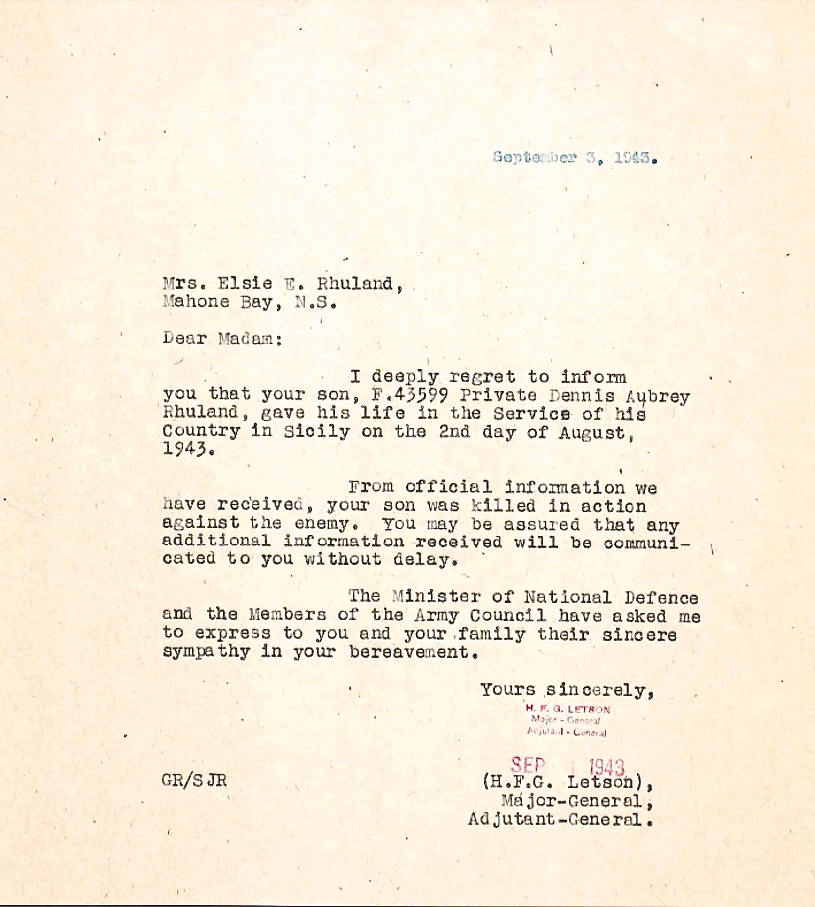 September 3, 1943.
Mrs. Elsie E. Rhuland,
Mahone Bay, N.S.
Dear Madam:
I deeply regret to inform
you that your son, F.43599 Private Dennis Aubrey
Rhuland, gave his life in the Service of his
Country in Sicily on the 2nd day of August,
1943.
From official information we
have received, your son was killed in action
against the enemy. You may be assured that any
additional information received will be communi-
cated to you without delay.
The Minister of National Defence
and the Members of the Army Council have asked me
to express to you and your family their sincere
sympathy in your bereavement.
Yours sincerely,
H. F. G. LETSON
Major - General
Adjutant - General
SEP 1943
GR/SJR (H.F.G. Letson),
Major-General,
Adjutant-General.